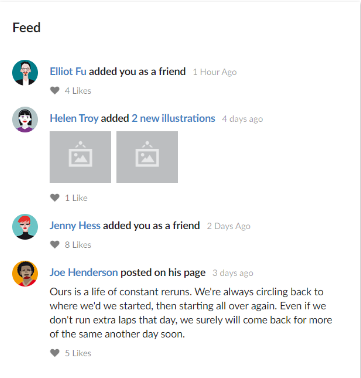 Feed
Elliot Fu added you as a friend 1 Hour Ago
4 Likes
Helen Troy added 2 new illustrations 4 days ago
1 Like
Jenny Hess added you as a friend 2 Days Ago
8 Likes
Joe Henderson posted on his page 3 days ago
Ours is a life of constant reruns. We're always circling back to
where we'd we started, then starting all over again. Even if we
don't run extra laps that day, we surely will come back for more
of the same another day soon.
5 Likes